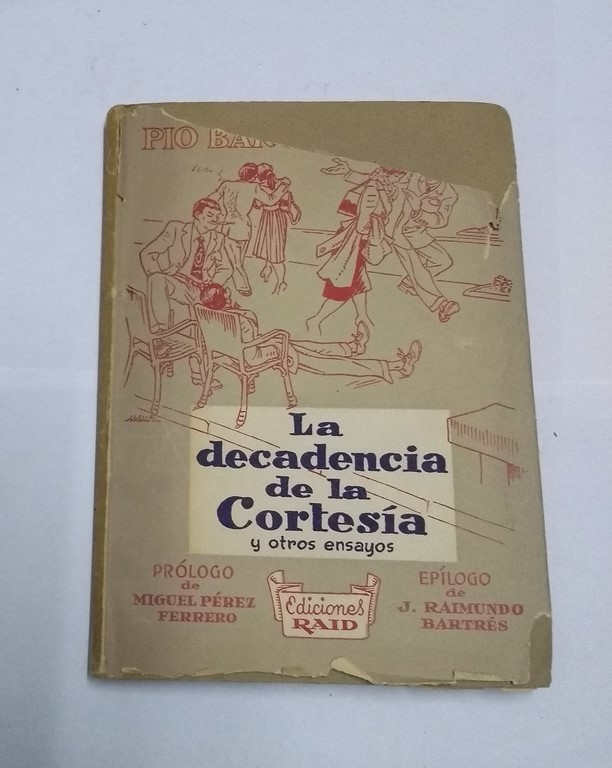 PIO
La
decadencia
de la
Cortesía
y otros ensayos
PRÓLOGO
de
MIGUEL PÉREZ
FERRERO
Ediciones
RAID
EPÍLOGO
de
J. RAIMUNDO
BARTRÉS